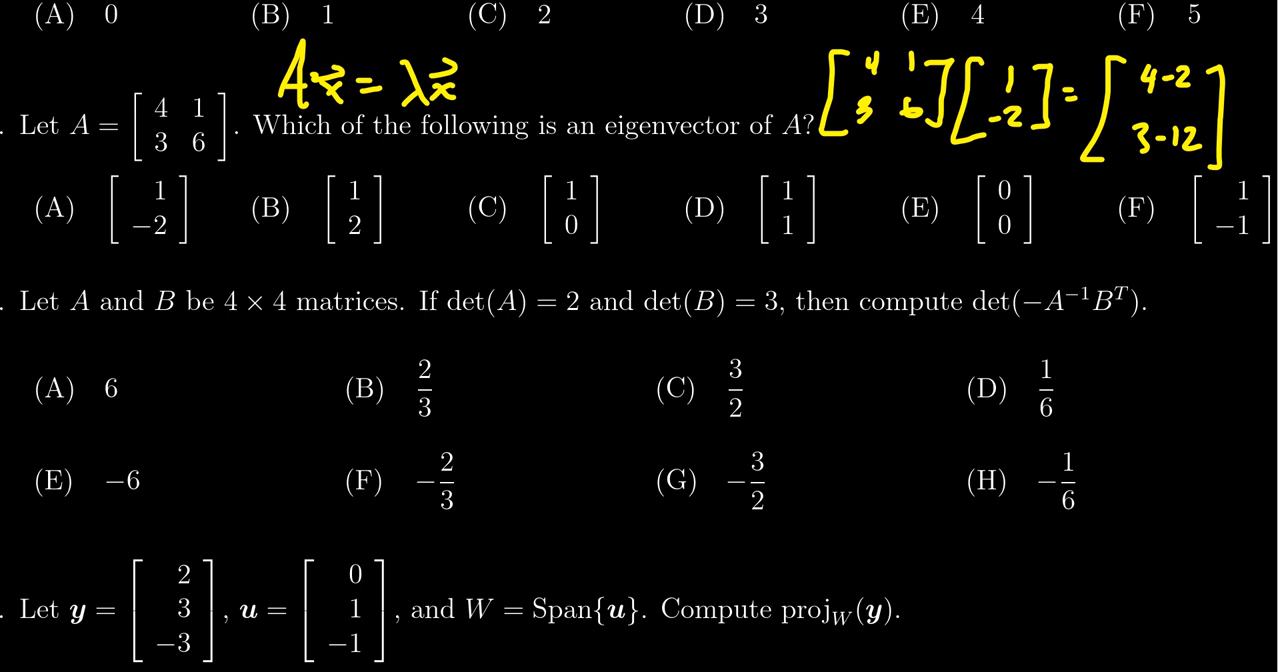 (A) 0 (B) 1 (C) 2 (D) 3 (E) 4 (F) 5
A\vec{x} = λ\vec{x}
. Let A = [ 4 1 ; 3 6 ]. Which of the following is an eigenvector of A? [ 4 1 ; 3 6 ] [ 1 ; -2 ] = [ 4-2 ; 3-12 ]
(A) [ 1 ; −2 ] (B) [ 1 ; 2 ] (C) [ 1 ; 0 ] (D) [ 1 ; 1 ] (E) [ 0 ; 0 ] (F) [ 1 ; −1 ]
. Let A and B be 4 × 4 matrices. If det(A) = 2 and det(B) = 3, then compute det(−A⁻¹Bᵀ).
(A) 6 (B) 2/3 (C) 3/2 (D) 1/6
(E) −6 (F) −2/3 (G) −3/2 (H) −1/6
. Let y = [ 2 ; 3 ; −3 ], u = [ 0 ; 1 ; −1 ], and W = Span{u}. Compute proj_W(y).